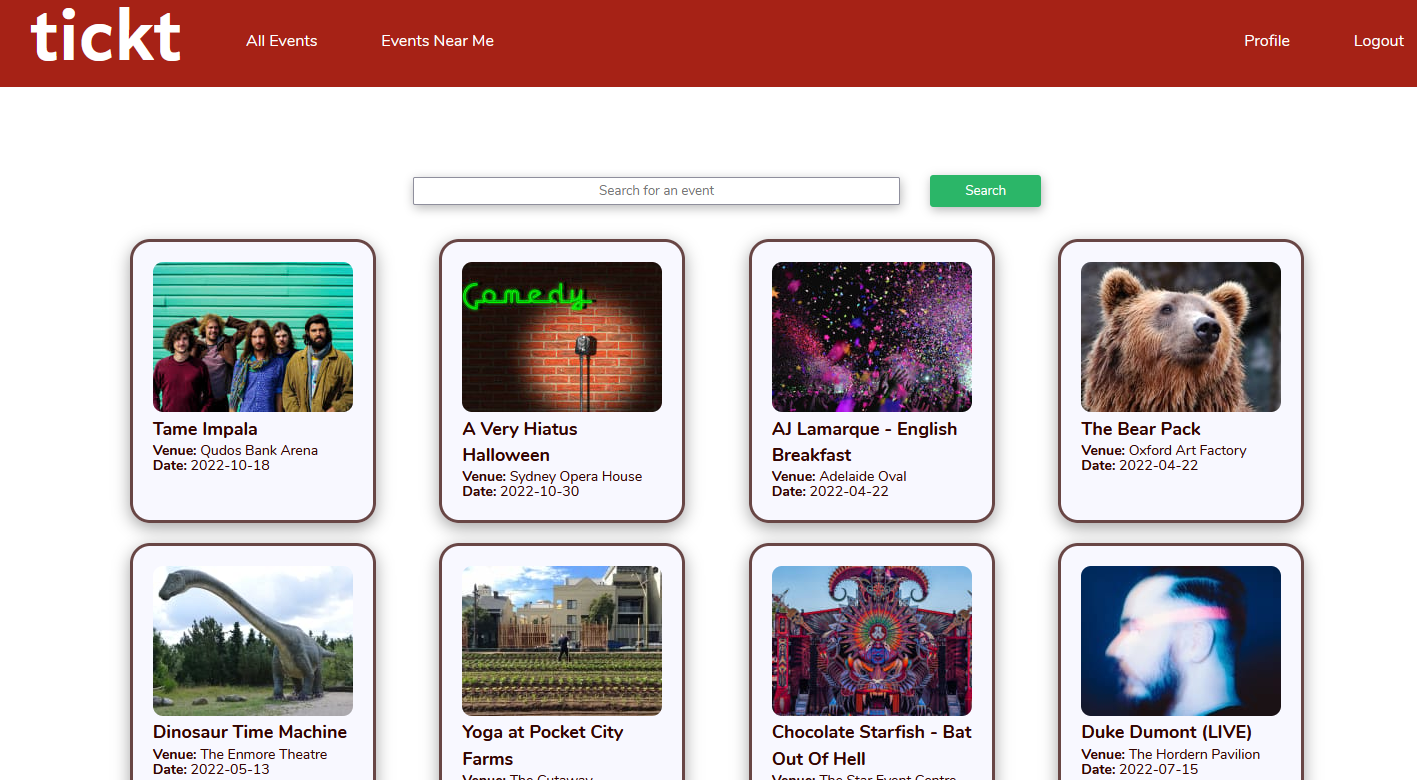 tickt
All Events
Events Near Me
Profile
Logout
Search for an event
Search
Comedy
Tame Impala
Venue: Qudos Bank Arena
Date: 2022-10-18
A Very Hiatus
Halloween
Venue: Sydney Opera House
Date: 2022-10-30
AJ Lamarque - English
Breakfast
Venue: Adelaide Oval
Date: 2022-04-22
The Bear Pack
Venue: Oxford Art Factory
Date: 2022-04-22
Dinosaur Time Machine
Venue: The Enmore Theatre
Date: 2022-05-13
Yoga at Pocket City
Farms
Venue: The Cutaway
Chocolate Starfish - Bat
Out Of Hell
Venue: The Star Event Centre
Duke Dumont (LIVE)
Venue: The Hordern Pavilion
Date: 2022-07-15